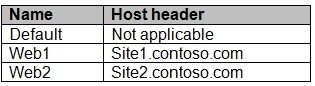 Name Host header
Default Not applicable
Web1 Site1.contoso.com
Web2 Site2.contoso.com